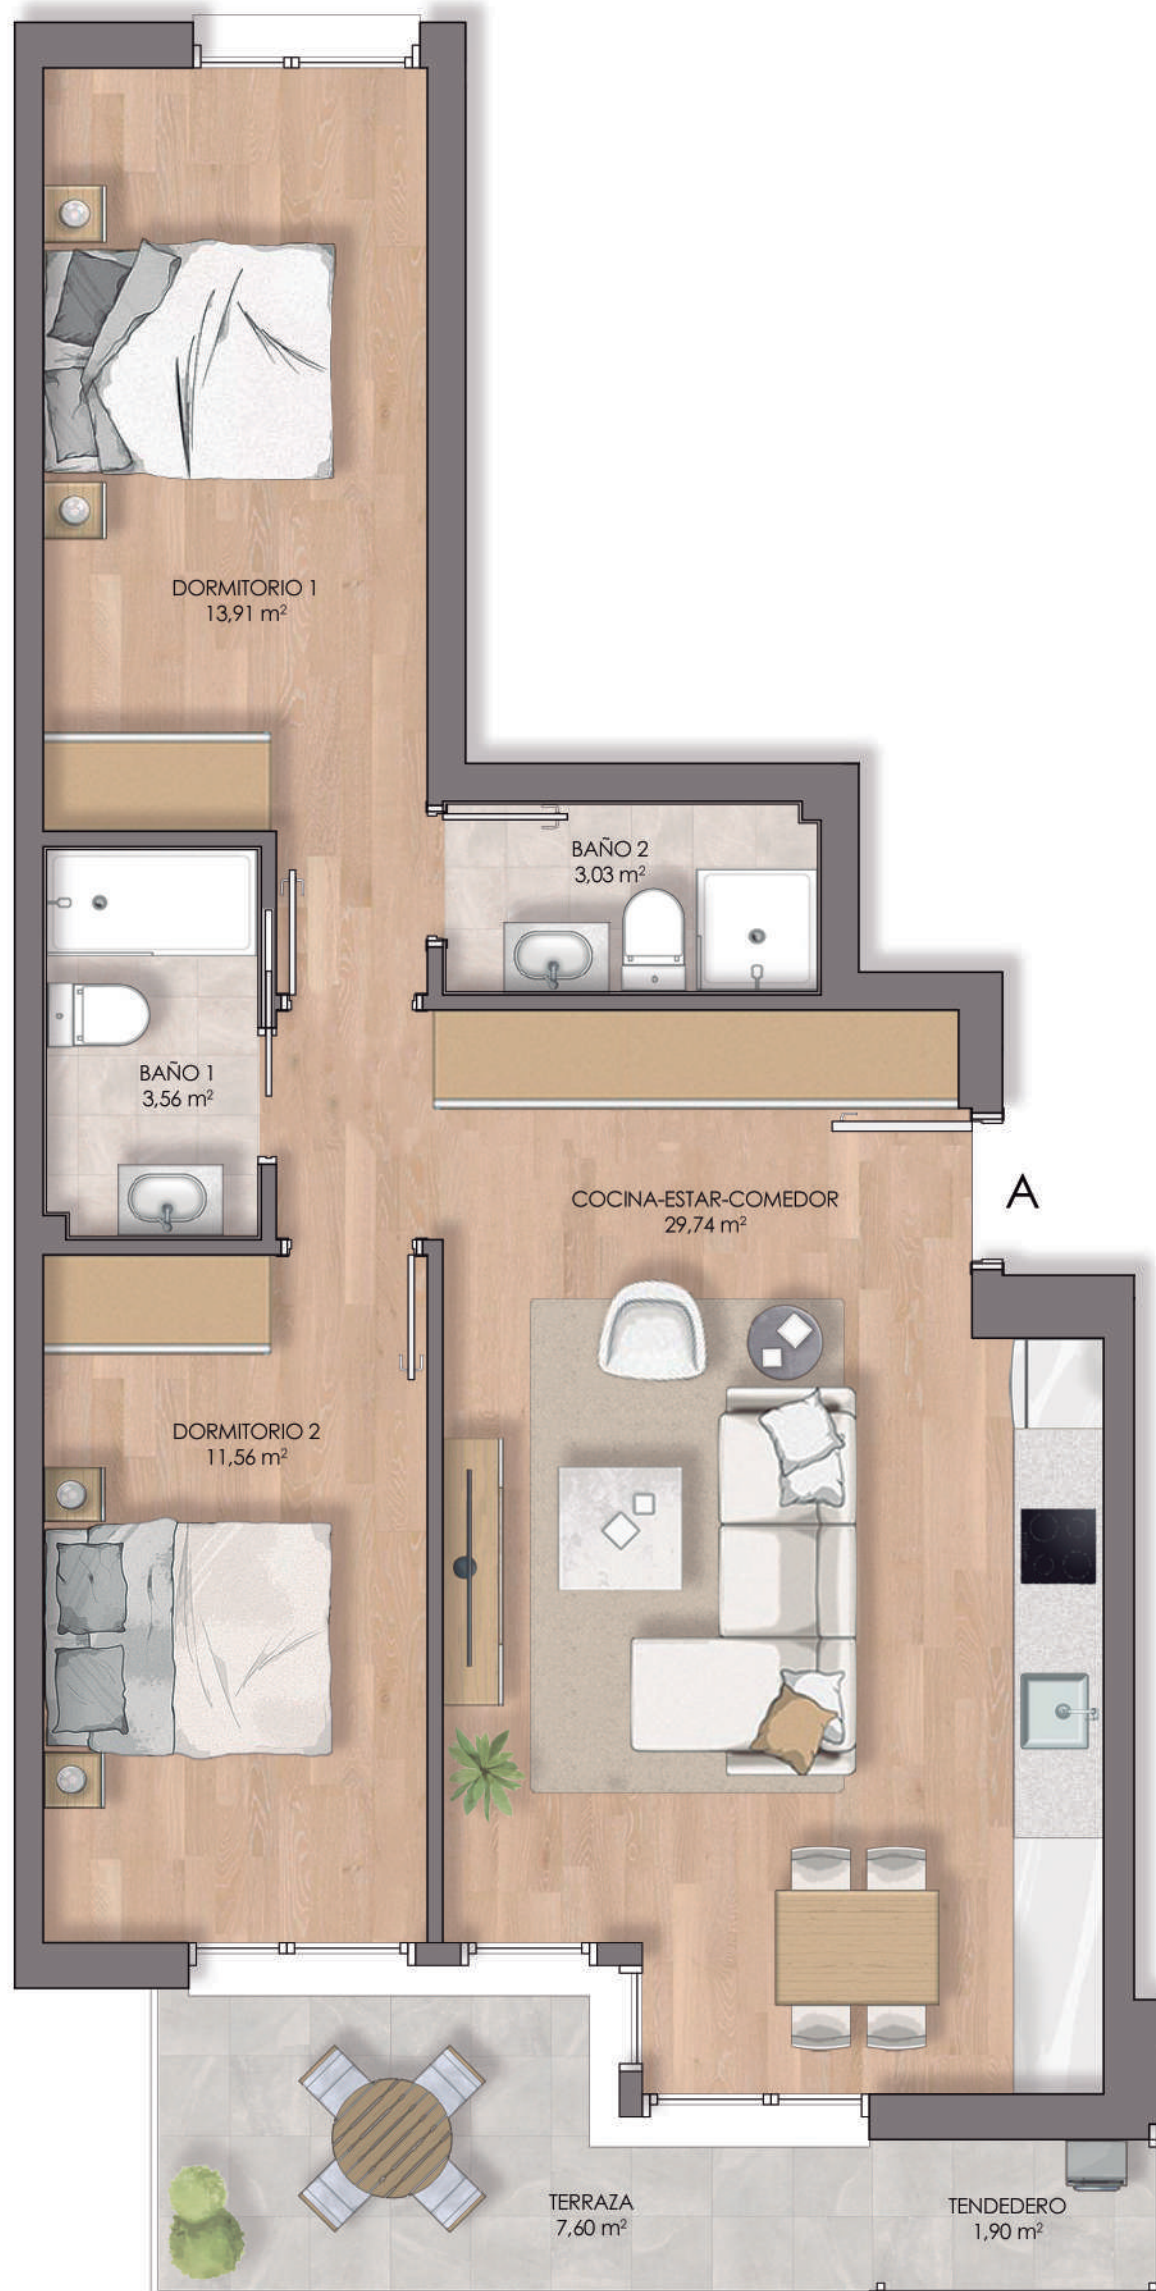 DORMITORIO 1
13,91 m²
BAÑO 2
3,03 m²
BAÑO 1
3,56 m²
COCINA-ESTAR-COMEDOR
29,74 m²
A
DORMITORIO 2
11,56 m²
TERRAZA
7,60 m²
TENDEDERO
1,90 m²